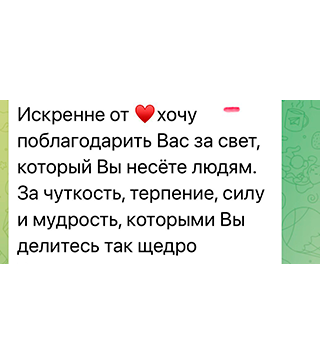 Искренне от ❤️хочу
поблагодарить Вас за свет,
который Вы несёте людям.
За чуткость, терпение, силу
и мудрость, которыми Вы
делитесь так щедро